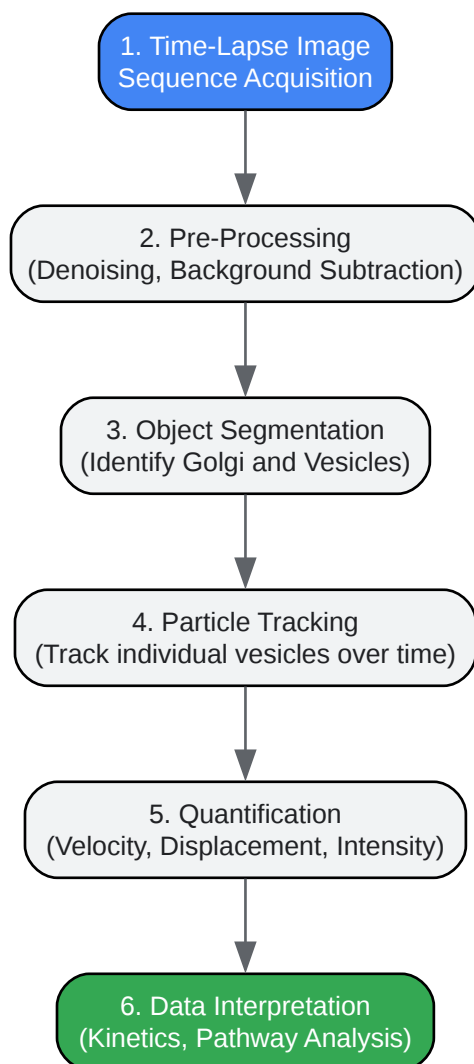 1. Time-Lapse Image
Sequence Acquisition
2. Pre-Processing
(Denoising, Background Subtraction)
3. Object Segmentation
(Identify Golgi and Vesicles)
4. Particle Tracking
(Track individual vesicles over time)
5. Quantification
(Velocity, Displacement, Intensity)
6. Data Interpretation
(Kinetics, Pathway Analysis)